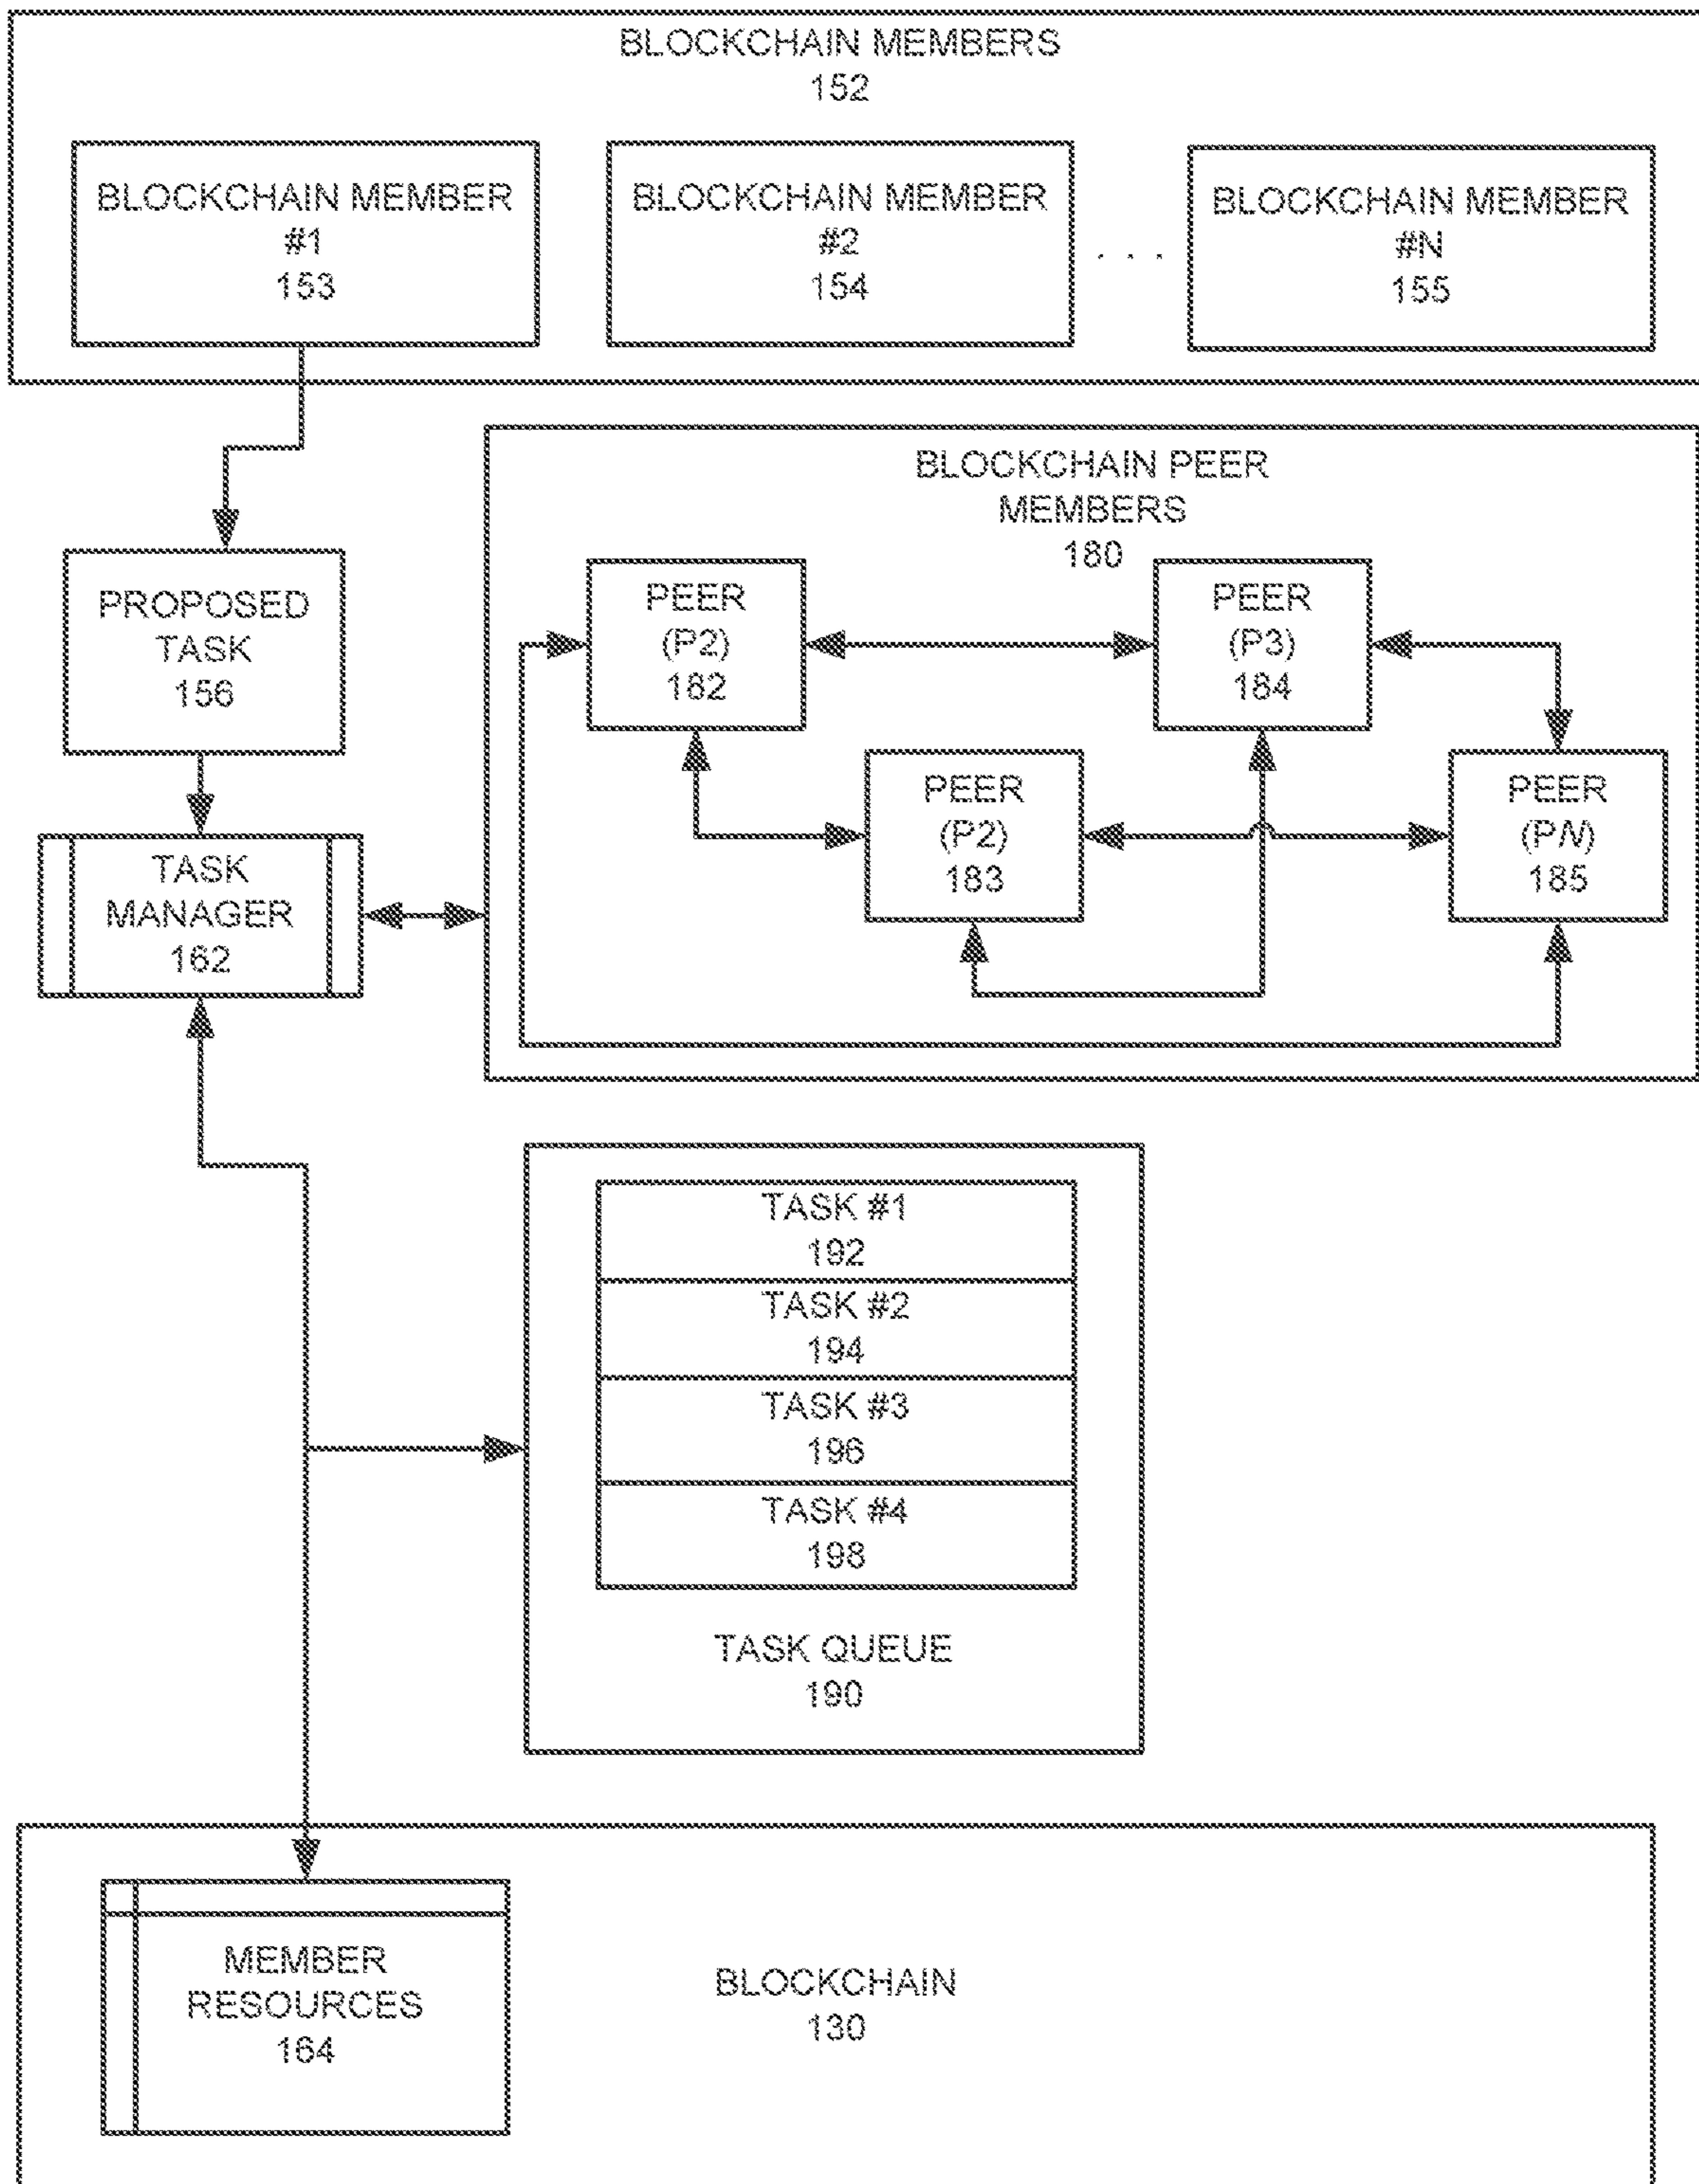 BLOCKCHAIN MEMBERS
152
BLOCKCHAIN MEMBER
#1
153
BLOCKCHAIN MEMBER
#2
154
. . .
BLOCKCHAIN MEMBER
#N
155
BLOCKCHAIN PEER
MEMBERS
180
PROPOSED
TASK
156
PEER
(P2)
182
PEER
(P3)
184
PEER
(P2)
183
PEER
(PN)
185
TASK
MANAGER
162
TASK #1
192
TASK #2
194
TASK #3
196
TASK #4
198
TASK QUEUE
190
MEMBER
RESOURCES
164
BLOCKCHAIN
130